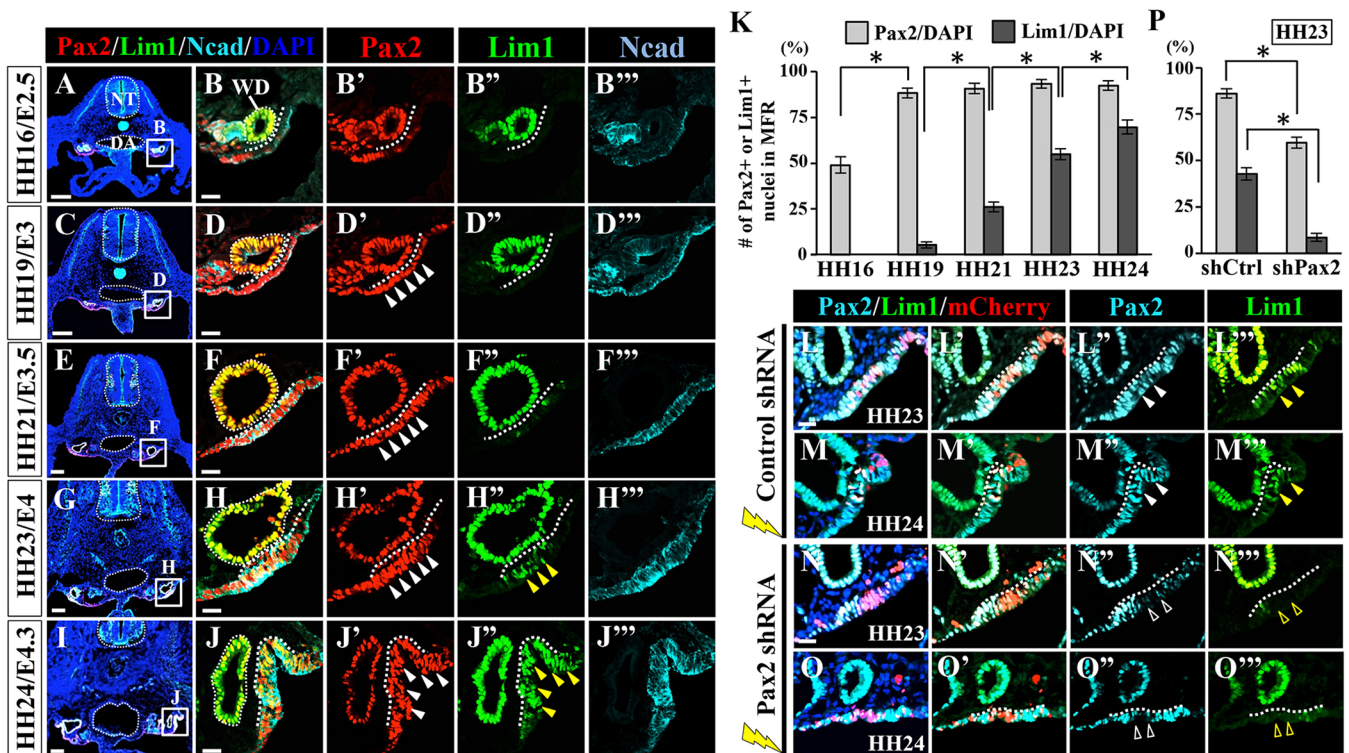 Pax2/Lim1/Ncad/DAPI Pax2 Lim1 Ncad
HH16/E2.5
A NT DA B
B WD
B'
B''
B'''
HH19/E3
C D
D
D'
D''
D'''
HH21/E3.5
E F
F
F'
F''
F'''
HH23/E4
G H
H
H'
H''
H'''
HH24/E4.3
I J
J
J'
J''
J'''
K
Pax2/DAPI Lim1/DAPI
# of Pax2+ or Lim1+
nuclei in MFR
(%)
100
75
50
25
0
* * * *
HH16 HH19 HH21 HH23 HH24
P
HH23
(%)
100
75
50
25
0
*
*
shCtrl shPax2
Pax2/Lim1/mCherry Pax2 Lim1
Control shRNA
L HH23
L'
L''
L'''
M HH24
M'
M''
M'''
Pax2 shRNA
N HH23
N'
N''
N'''
O HH24
O'
O''
O'''